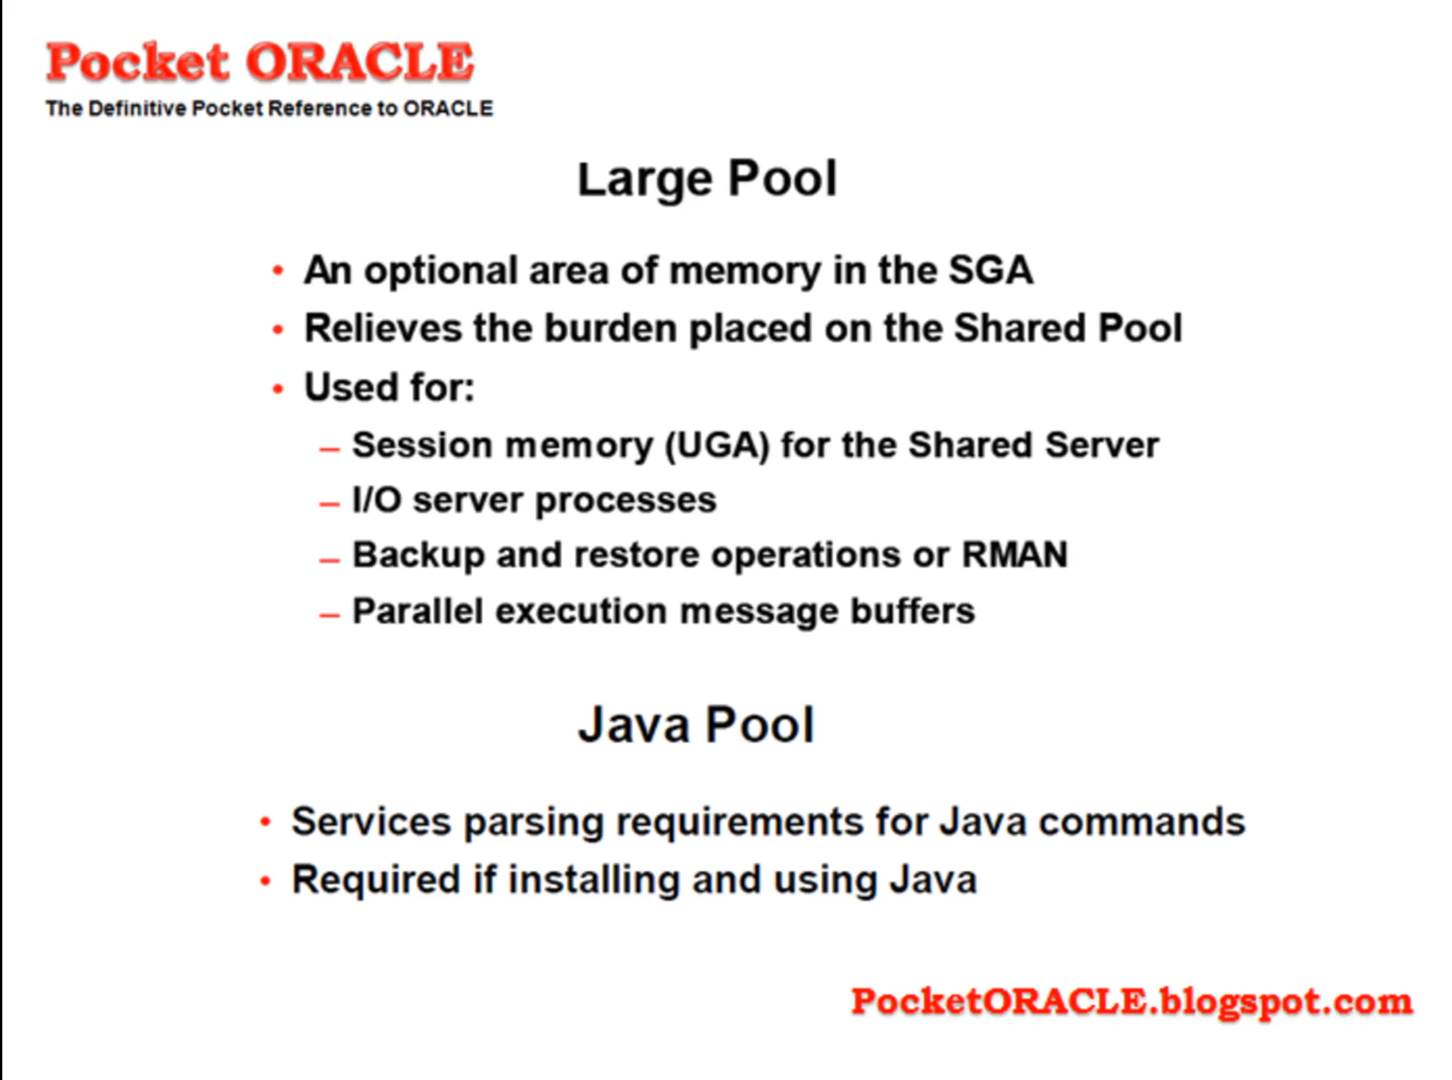 Pocket ORACLE
The Definitive Pocket Reference to ORACLE
Large Pool
• An optional area of memory in the SGA
• Relieves the burden placed on the Shared Pool
• Used for:
– Session memory (UGA) for the Shared Server
– I/O server processes
– Backup and restore operations or RMAN
– Parallel execution message buffers
Java Pool
• Services parsing requirements for Java commands
• Required if installing and using Java
PocketORACLE.blogspot.com